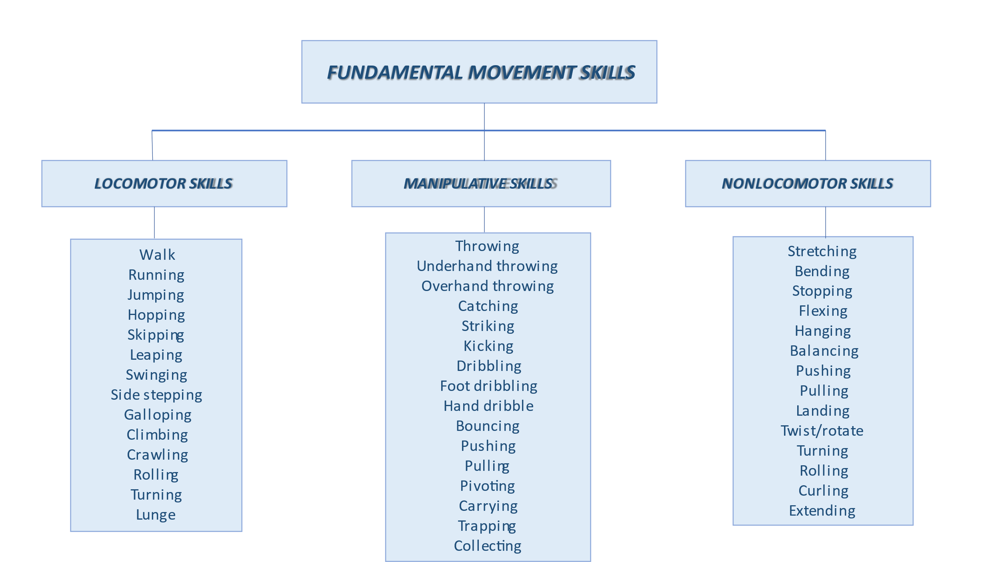 FUNDAMENTAL MOVEMENT SKILLS
LOCOMOTOR SKILLS
MANIPULATIVE SKILLS
NONLOCOMOTOR SKILLS
Walk
Running
Jumping
Hopping
Skipping
Leaping
Swinging
Side stepping
Galloping
Climbing
Crawling
Rolling
Turning
Lunge
Throwing
Underhand throwing
Overhand throwing
Catching
Striking
Kicking
Dribbling
Foot dribbling
Hand dribble
Bouncing
Pushing
Pulling
Pivoting
Carrying
Trapping
Collecting
Stretching
Bending
Stopping
Flexing
Hanging
Balancing
Pushing
Pulling
Landing
Twist/rotate
Turning
Rolling
Curling
Extending